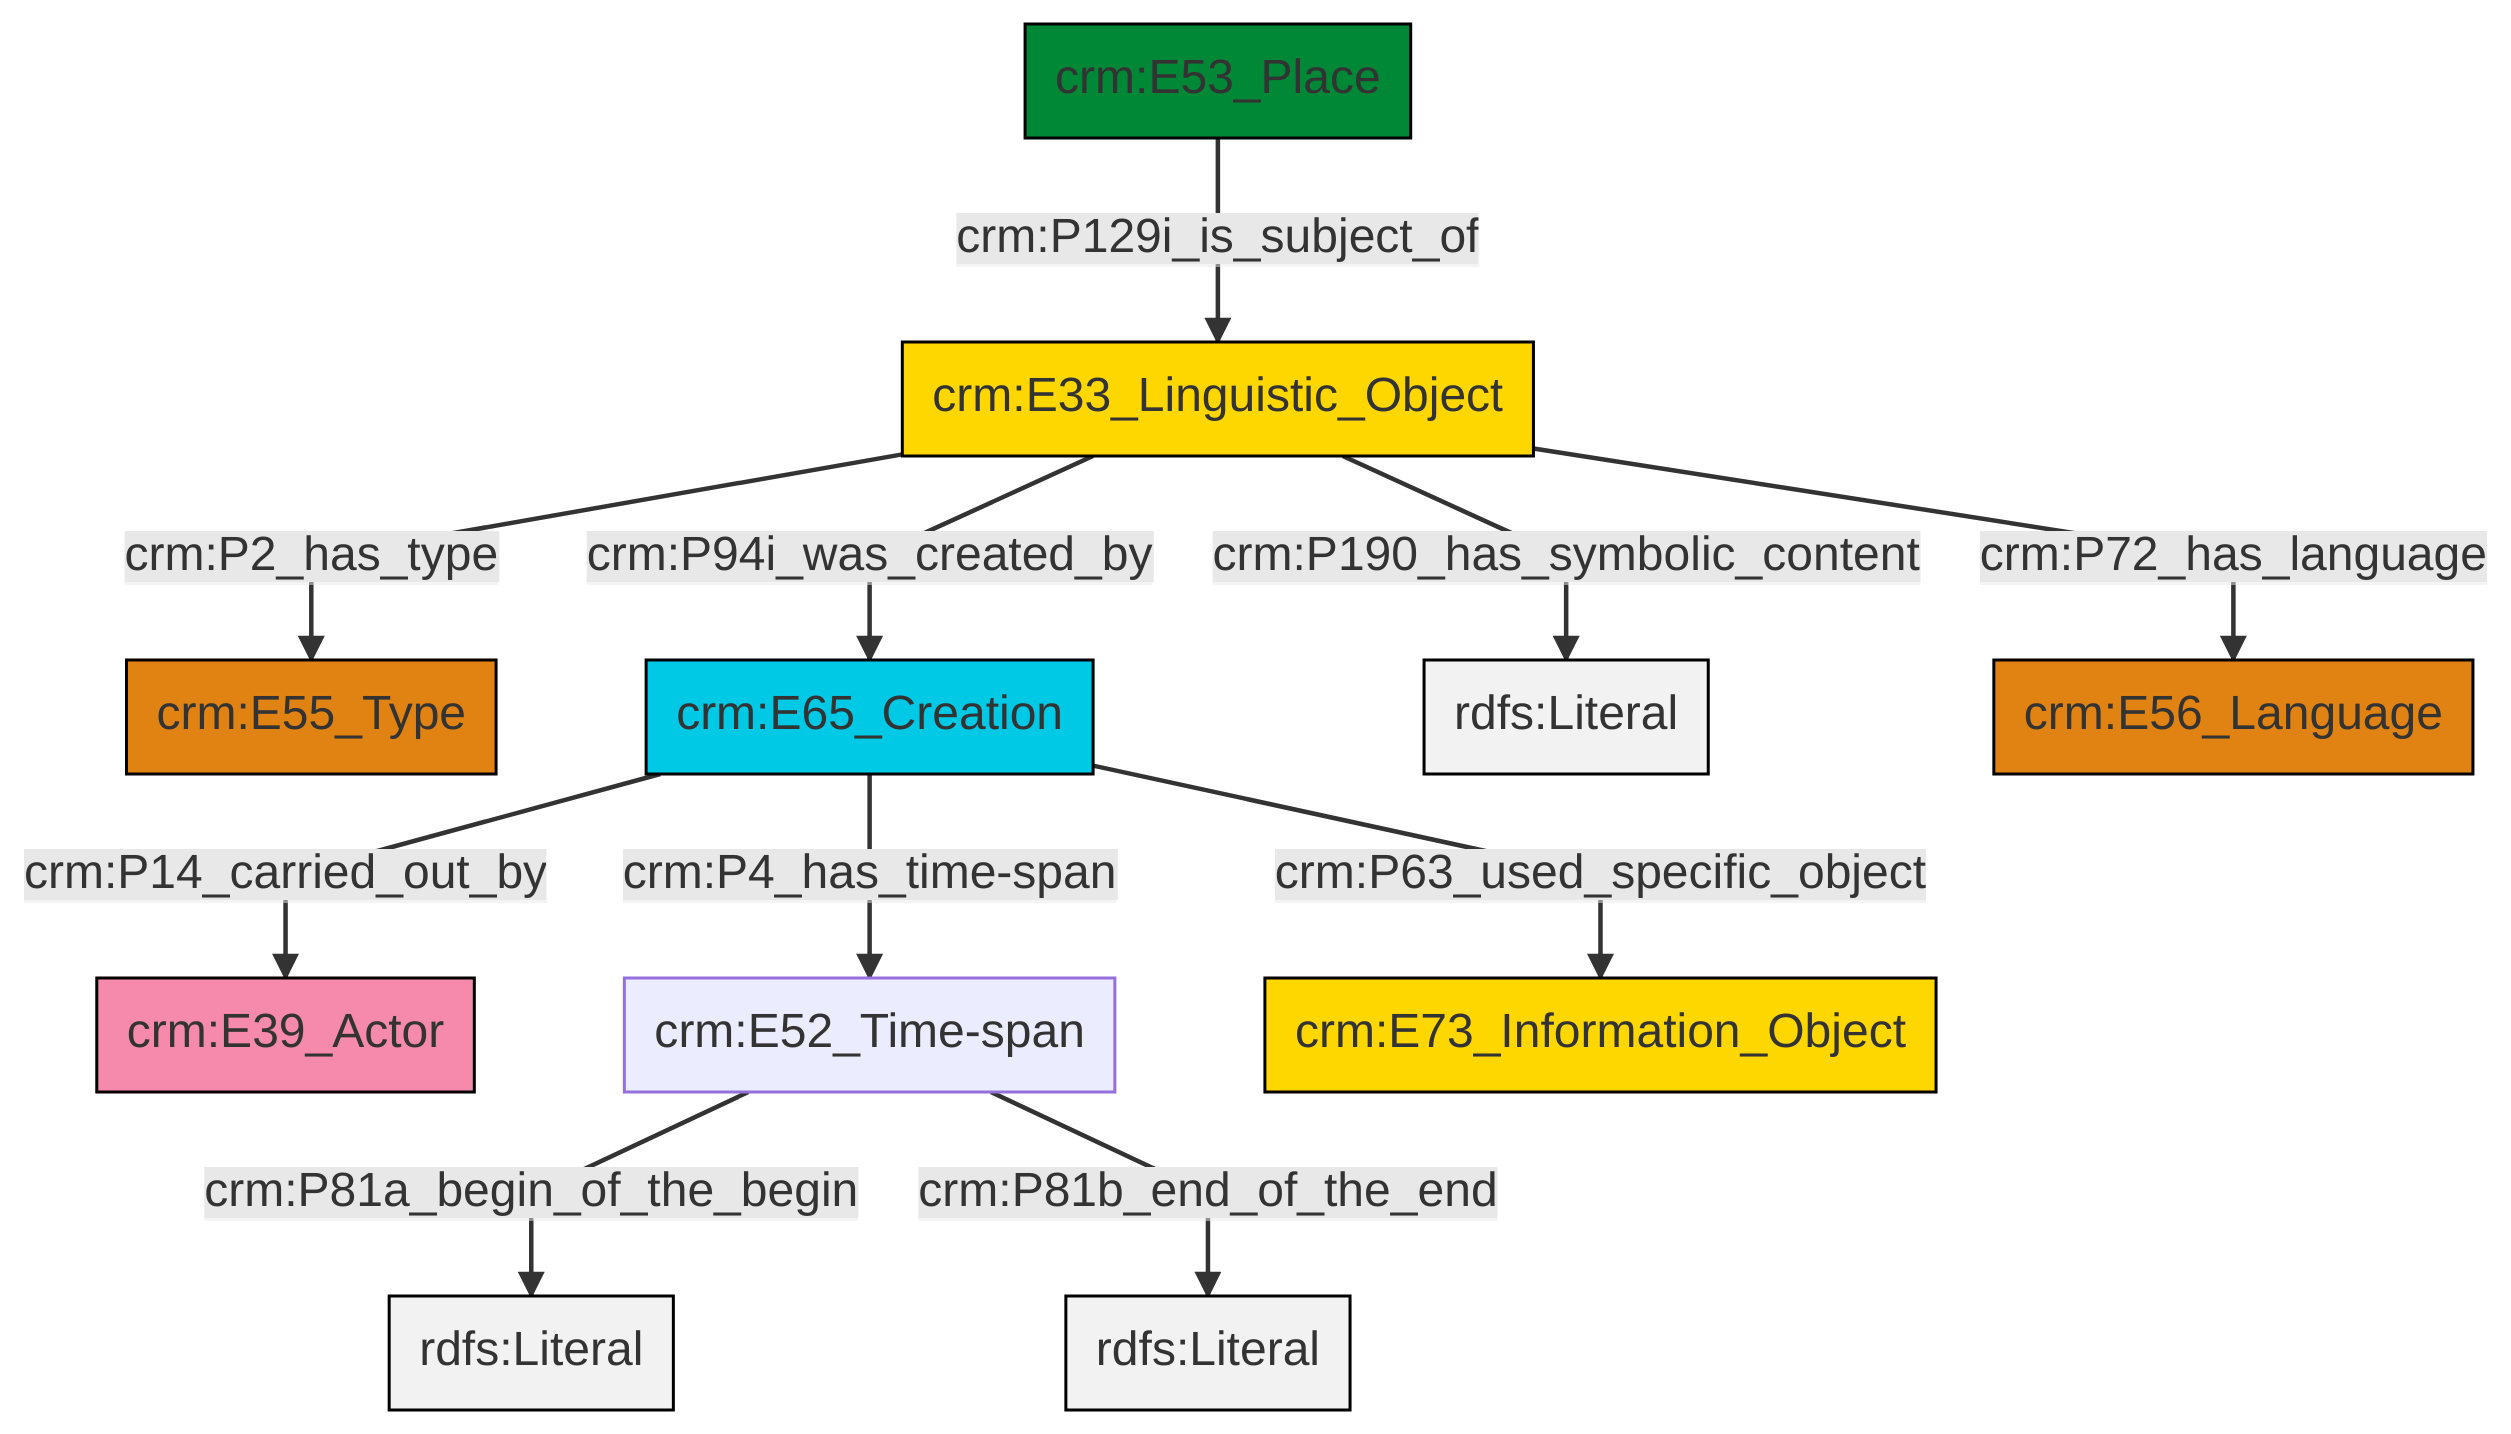 crm:E53_Place
crm:P129i_is_subject_of
crm:E33_Linguistic_Object
crm:P2_has_type
crm:P94i_was_created_by
crm:P190_has_symbolic_content
crm:P72_has_language
crm:E55_Type
crm:E65_Creation
rdfs:Literal
crm:E56_Language
crm:P14_carried_out_by
crm:P4_has_time-span
crm:P63_used_specific_object
crm:E39_Actor
crm:E52_Time-span
crm:E73_Information_Object
crm:P81a_begin_of_the_begin
crm:P81b_end_of_the_end
rdfs:Literal
rdfs:Literal